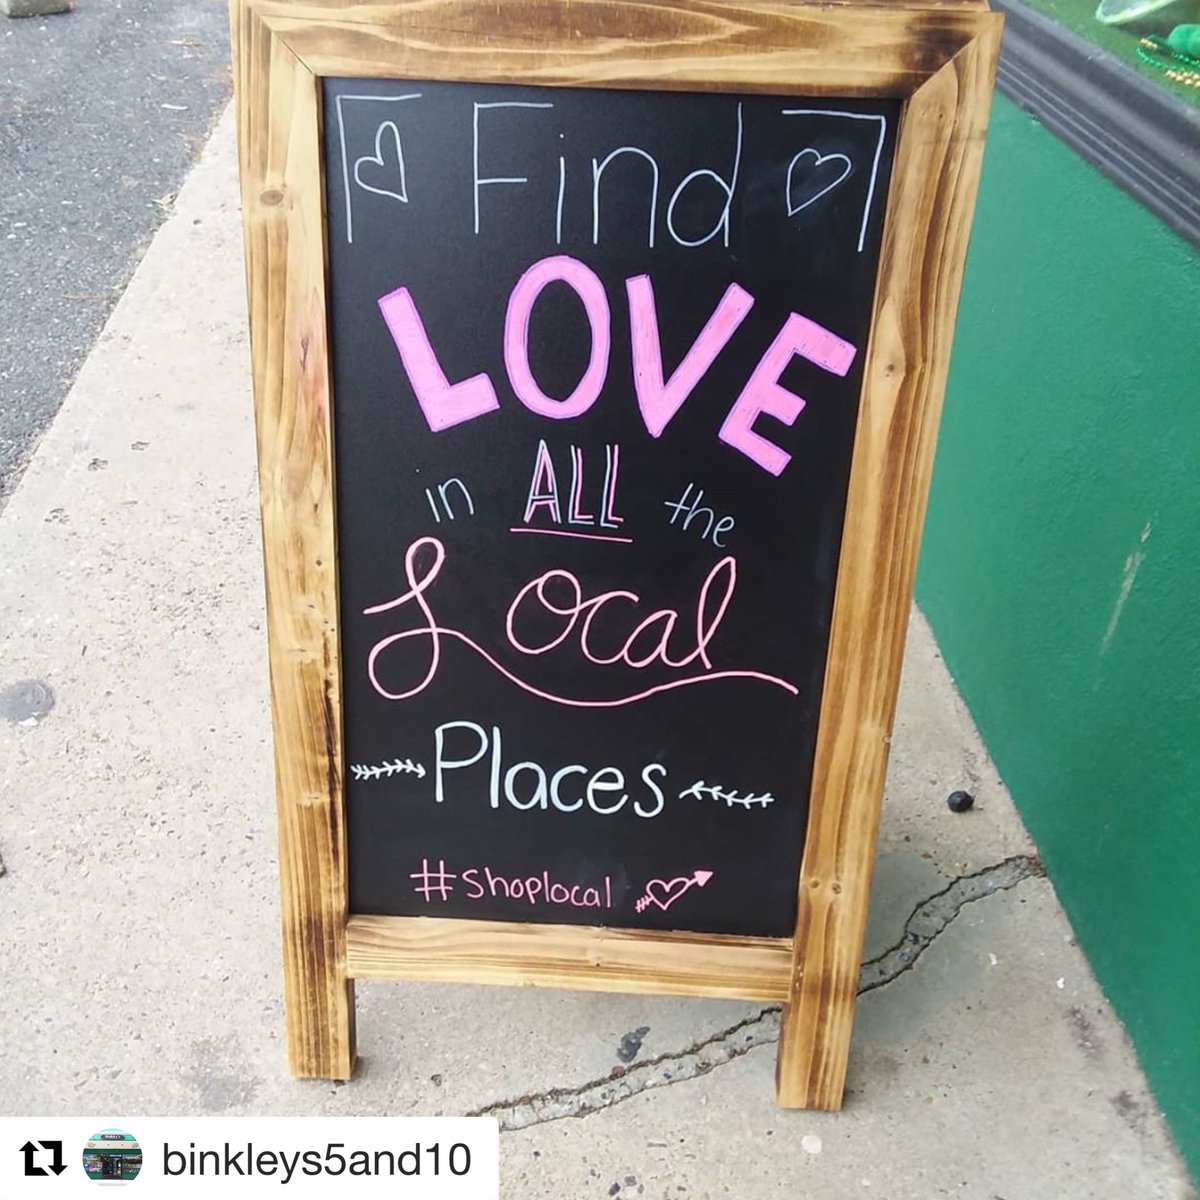 Find
LOVE
in ALL the
Local
Places
#shoplocal
binkleys5and10